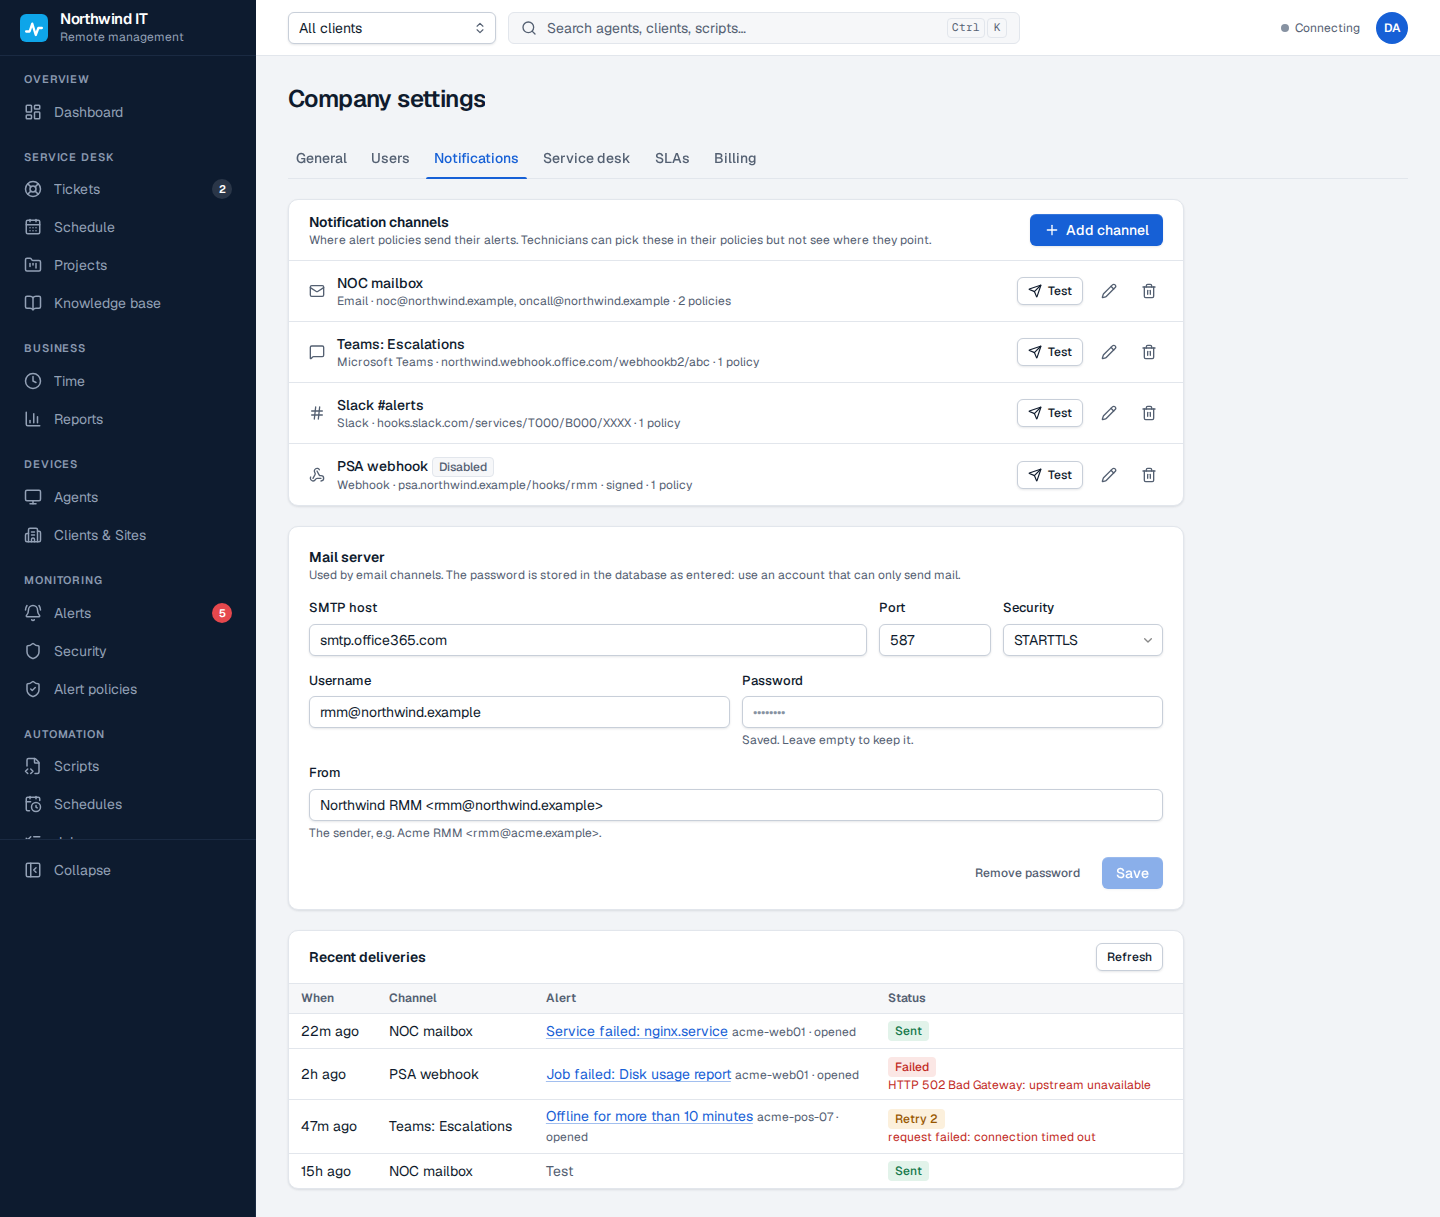 Northwind IT
Remote management
All clients
Search agents, clients, scripts...
Ctrl K
Connecting
DA
OVERVIEW
Dashboard
SERVICE DESK
Tickets 2
Schedule
Projects
Knowledge base
BUSINESS
Time
Reports
DEVICES
Agents
Clients & Sites
MONITORING
Alerts 5
Security
Alert policies
AUTOMATION
Scripts
Schedules
Collapse
Company settings
General Users Notifications Service desk SLAs Billing
Notification channels
Where alert policies send their alerts. Technicians can pick these in their policies but not see where they point.
Add channel
NOC mailbox
Email · noc@northwind.example, oncall@northwind.example · 2 policies
Test
Teams: Escalations
Microsoft Teams · northwind.webhook.office.com/webhookb2/abc · 1 policy
Test
Slack #alerts
Slack · hooks.slack.com/services/T000/B000/XXXX · 1 policy
Test
PSA webhook Disabled
Webhook · psa.northwind.example/hooks/rmm · signed · 1 policy
Test
Mail server
Used by email channels. The password is stored in the database as entered: use an account that can only send mail.
SMTP host Port Security
smtp.office365.com 587 STARTTLS
Username Password
rmm@northwind.example ••••••••
Saved. Leave empty to keep it.
From
Northwind RMM <rmm@northwind.example>
The sender, e.g. Acme RMM <rmm@acme.example>.
Remove password Save
Recent deliveries Refresh
When Channel Alert Status
22m ago NOC mailbox Service failed: nginx.service acme-web01 · opened Sent
2h ago PSA webhook Job failed: Disk usage report acme-web01 · opened Failed
HTTP 502 Bad Gateway: upstream unavailable
47m ago Teams: Escalations Offline for more than 10 minutes acme-pos-07 · opened Retry 2
request failed: connection timed out
15h ago NOC mailbox Test Sent